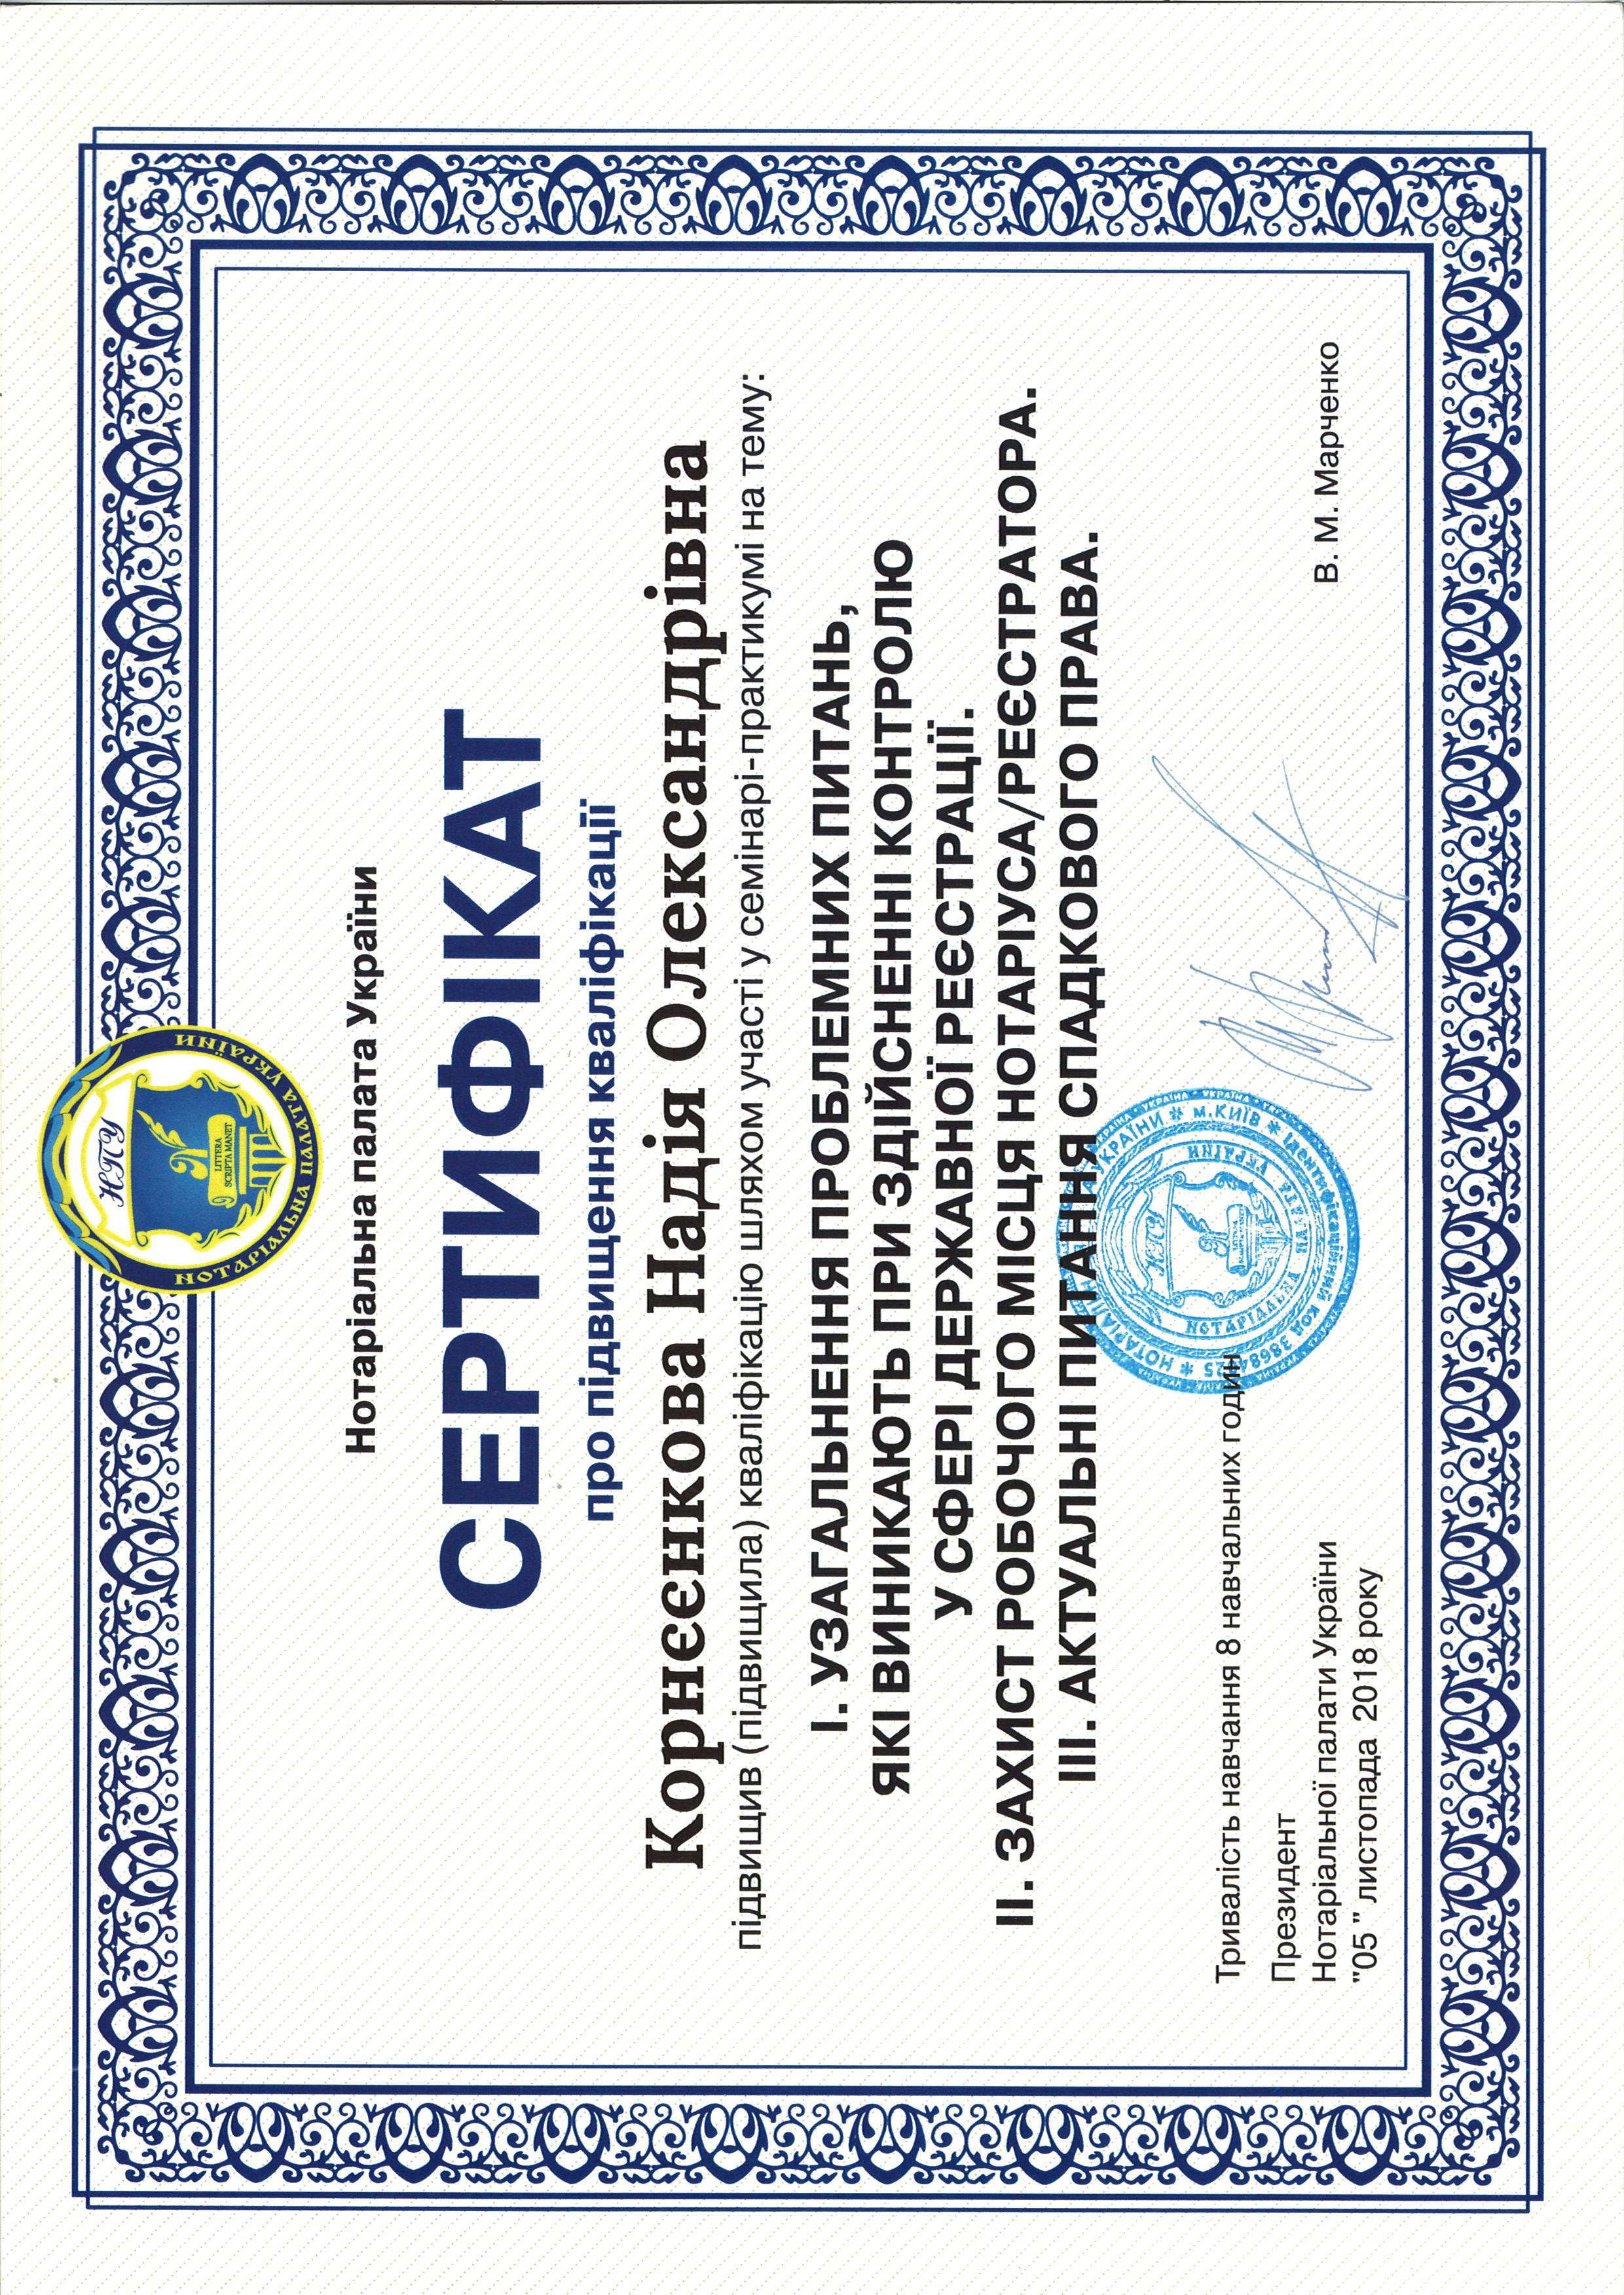 НПУ
LITTERA
SCRIPTA MANET
НОТАРІАЛЬНА ПАЛАТА УКРАЇНИ
Нотаріальна палата України
СЕРТИФІКАТ
про підвищення кваліфікації
Корнєєнкова Надія Олександрівна
підвищив (підвищила) кваліфікацію шляхом участі у семінарі-практикумі на тему:
І. УЗАГАЛЬНЕННЯ ПРОБЛЕМНИХ ПИТАНЬ,
ЯКІ ВИНИКАЮТЬ ПРИ ЗДІЙСНЕННІ КОНТРОЛЮ
У СФЕРІ ДЕРЖАВНОЇ РЕЄСТРАЦІЇ.
ІІ. ЗАХИСТ РОБОЧОГО МІСЦЯ НОТАРІУСА/РЕЄСТРАТОРА.
ІІІ. АКТУАЛЬНІ ПИТАННЯ СПАДКОВОГО ПРАВА.
УКРАЇНИ * м.КИЇВ * Ідентифікаційний код
НПУ
НОТАРІАЛЬНА ПАЛАТА УКРАЇНИ
Тривалість навчання 8 навчальних годин
Президент
Нотаріальної палати України
"05 " листопада 2018 року
В. М. Марченко